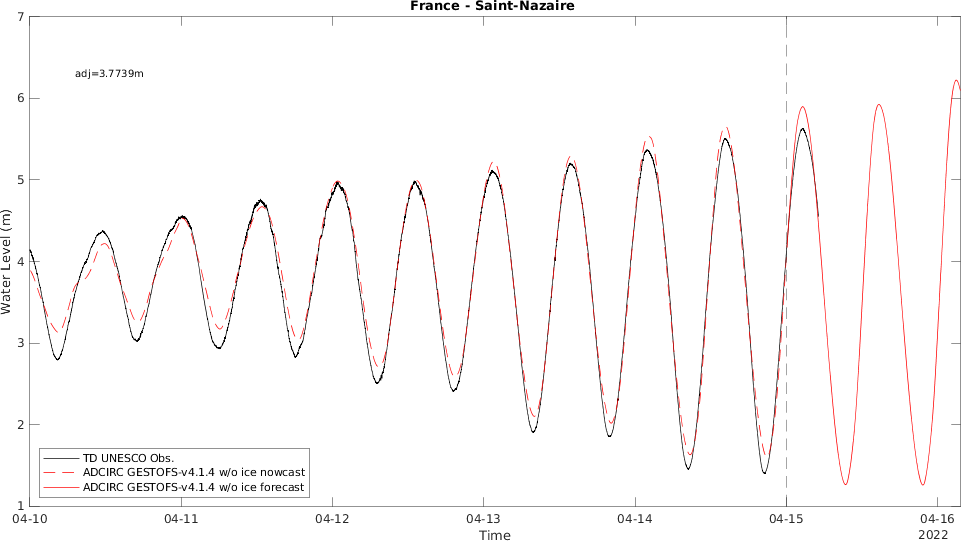 France - Saint-Nazaire
7
adj=3.7739m
6
5
4
Water Level (m)
3
2
TD UNESCO Obs.
ADCIRC GESTOFS-v4.1.4 w/o ice nowcast
ADCIRC GESTOFS-v4.1.4 w/o ice forecast
1
04-10 04-11 04-12 04-13 04-14 04-15 04-16
Time
2022